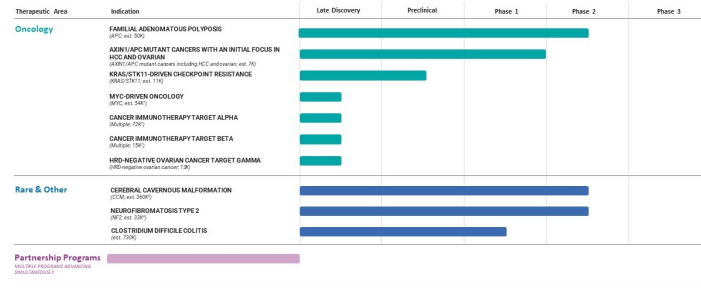 Therapeutic Area Indication Late Discovery Preclinical Phase 1 Phase 2 Phase 3
Oncology
FAMILIAL ADENOMATOUS POLYPOSIS
(APC; est. 50K)
AXIN1/APC MUTANT CANCERS WITH AN INITIAL FOCUS IN
HCC AND OVARIAN
(AXIN1/APC mutant cancers including HCC and ovarian; est. 7K)
KRAS/STK11-DRIVEN CHECKPOINT RESISTANCE
(KRAS/STK11; est. 11K)
MYC-DRIVEN ONCOLOGY
(MYC; est. 54K¹)
CANCER IMMUNOTHERAPY TARGET ALPHA
(Multiple; 72K²)
CANCER IMMUNOTHERAPY TARGET BETA
(Multiple; 15K²)
HRD-NEGATIVE OVARIAN CANCER TARGET GAMMA
(HRD-negative ovarian cancer; 13K)
Rare & Other
CEREBRAL CAVERNOUS MALFORMATION
(CCM; est. 360K³)
NEUROFIBROMATOSIS TYPE 2
(NF2; est. 33K⁴)
CLOSTRIDIUM DIFFICILE COLITIS
(est. 730K)
Partnership Programs
MULTIPLE PROGRAMS ADVANCING
SIMULTANEOUSLY